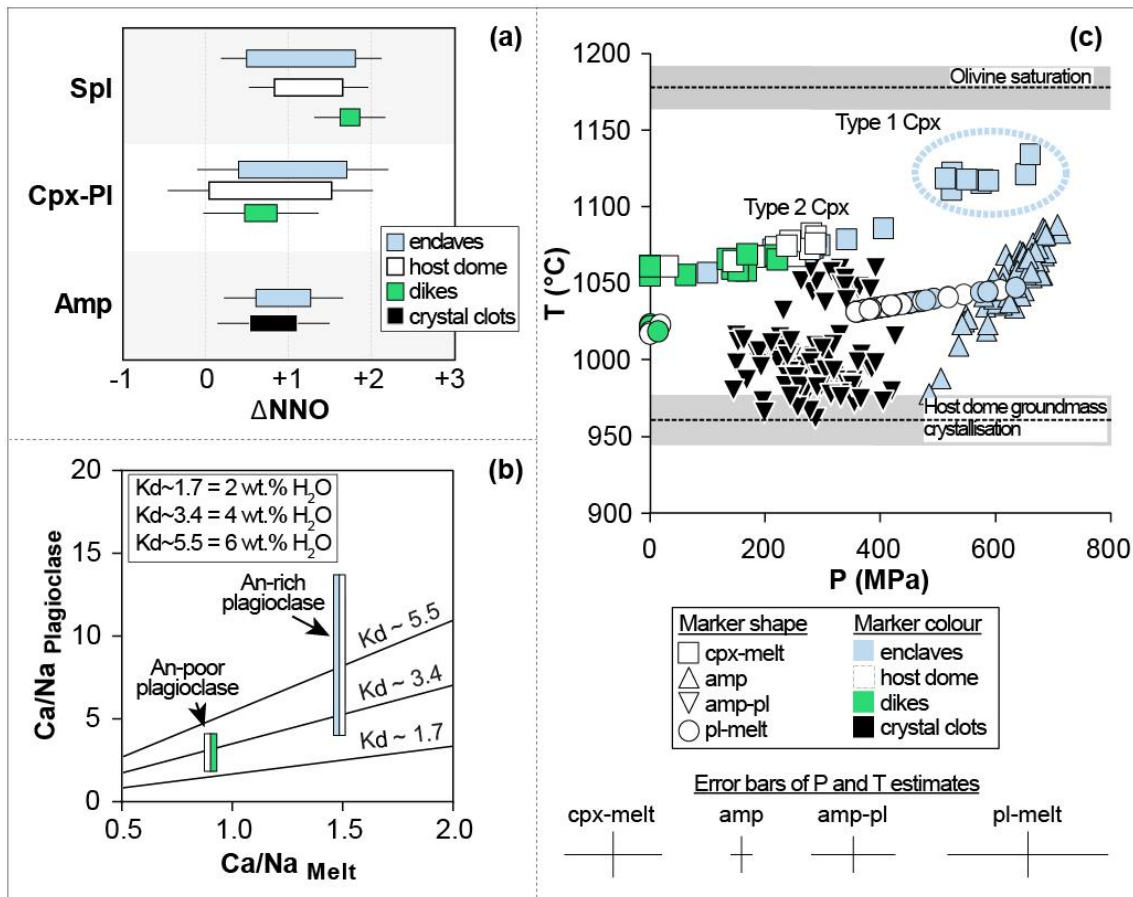 (a)
Spl
Cpx-Pl
Amp
enclaves
host dome
dikes
crystal clots
-1 0 +1 +2 +3
ΔNNO
(b)
20
15
10
5
0
Ca/Na Plagioclase
Kd~1.7 = 2 wt.% H₂O
Kd~3.4 = 4 wt.% H₂O
Kd~5.5 = 6 wt.% H₂O
An-rich
plagioclase
An-poor
plagioclase
Kd ~ 5.5
Kd ~ 3.4
Kd ~ 1.7
0.5 1.0 1.5 2.0
Ca/Na Melt
(c)
1200
1150
1100
1050
1000
950
900
T (°C)
Olivine saturation
Type 1 Cpx
Type 2 Cpx
Host dome groundmass
crystallisation
0 200 400 600 800
P (MPa)
Marker shape
cpx-melt
amp
amp-pl
pl-melt
Marker colour
enclaves
host dome
dikes
crystal clots
Error bars of P and T estimates
cpx-melt amp amp-pl pl-melt